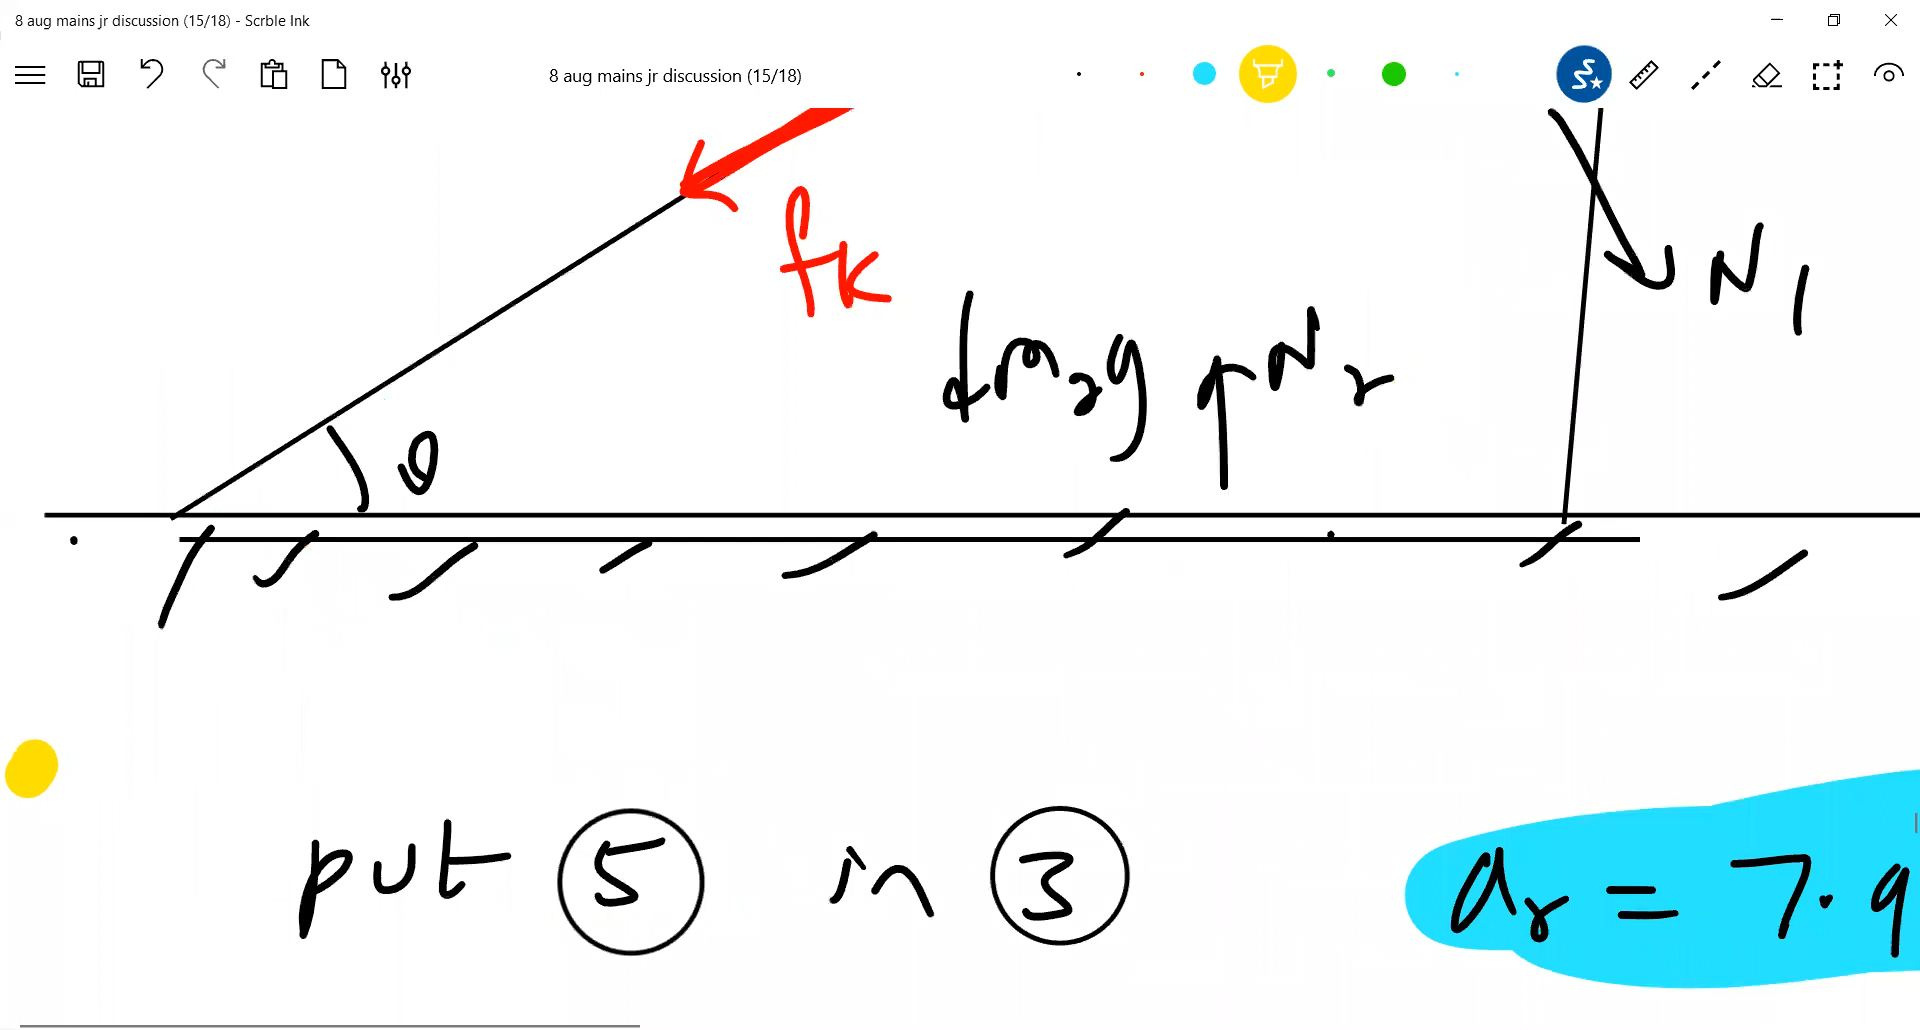 8 aug mains jr discussion (15/18) - Scrble Ink
8 aug mains jr discussion (15/18)
fk
N1
m2g N2
θ
put 5 in 3
ar = 7.9